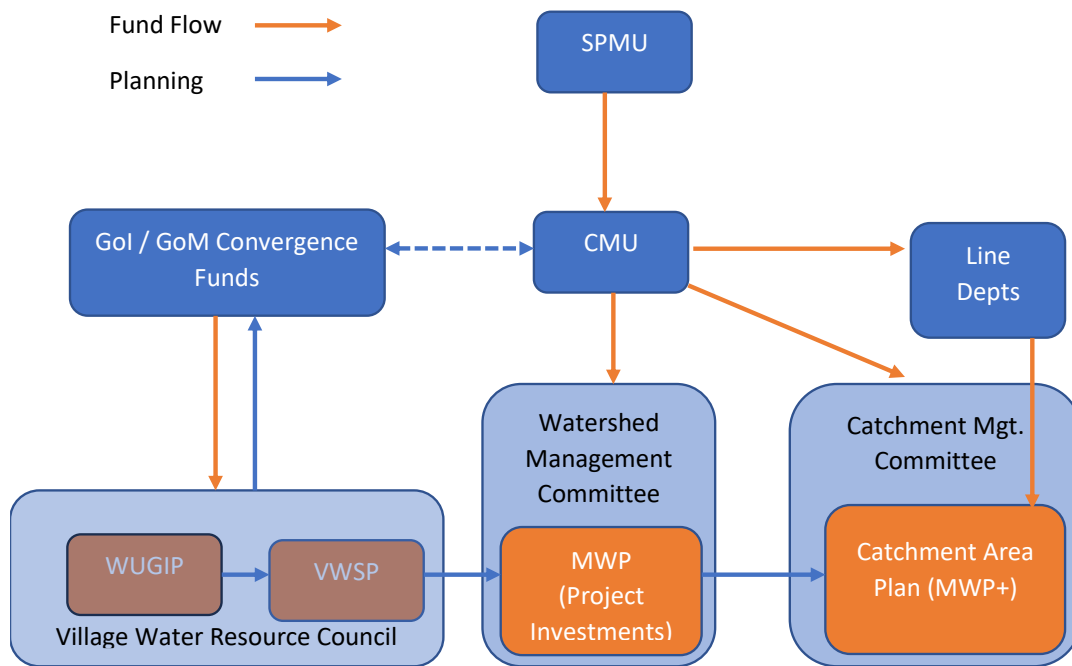 Fund Flow
Planning
SPMU
GoI / GoM Convergence
Funds
CMU
Line
Depts
Watershed
Management
Committee
Catchment Mgt.
Committee
WUGIP
VWSP
MWP
(Project
Investments)
Catchment Area
Plan (MWP+)
Village Water Resource Council